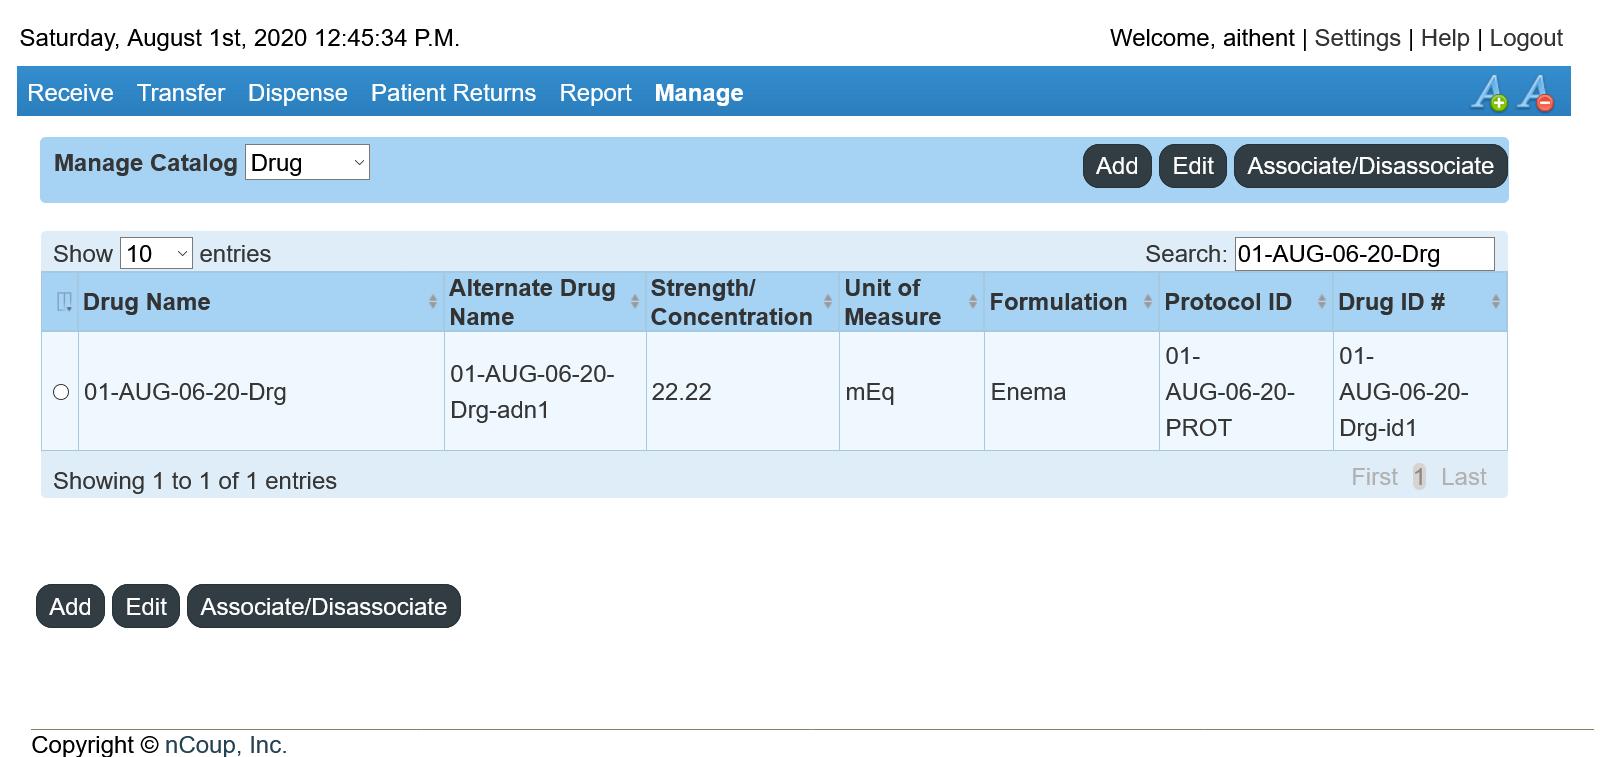 Saturday, August 1st, 2020 12:45:34 P.M.
Welcome, aithent | Settings | Help | Logout
Receive Transfer Dispense Patient Returns Report Manage
Manage Catalog Drug
Add Edit Associate/Disassociate
Show 10 entries
Search: 01-AUG-06-20-Drg
Drug Name
Alternate Drug
Name
Strength/
Concentration
Unit of
Measure
Formulation
Protocol ID
Drug ID #
01-AUG-06-20-Drg
01-AUG-06-20-
Drg-adn1
22.22
mEq
Enema
01-
AUG-06-20-
PROT
01-
AUG-06-20-
Drg-id1
Showing 1 to 1 of 1 entries
First 1 Last
Add Edit Associate/Disassociate
Copyright © nCoup, Inc.